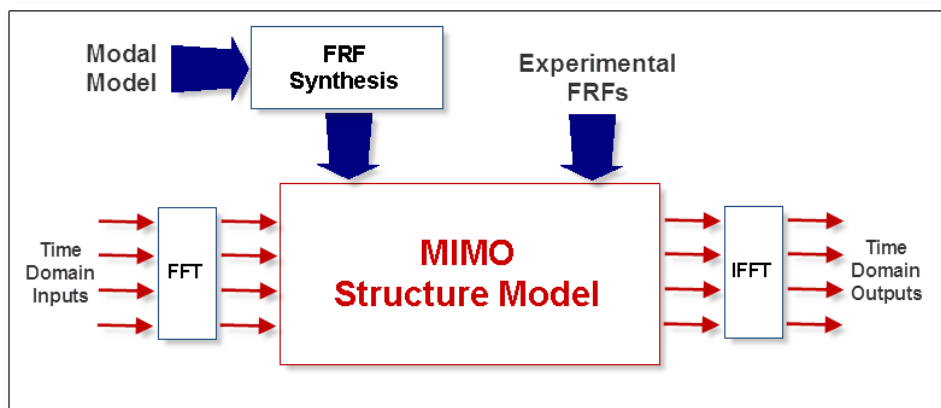 Modal
Model
FRF
Synthesis
Experimental
FRFs
Time
Domain
Inputs
FFT
MIMO
Structure Model
IFFT
Time
Domain
Outputs